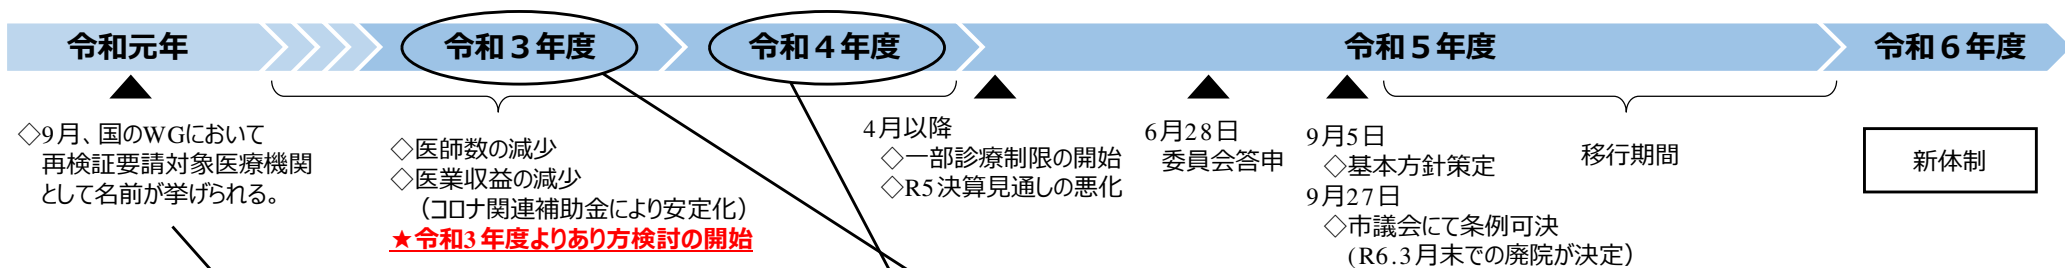 令和元年
令和３年度
令和４年度
令和５年度
令和６年度
◇9月、国のWGにおいて
再検証要請対象医療機関
として名前が挙げられる。
◇医師数の減少
◇医業収益の減少
（コロナ関連補助金により安定化）
★令和3年度よりあり方検討の開始
4月以降
◇一部診療制限の開始
◇R5決算見通しの悪化
6月28日
委員会答申
9月5日
◇基本方針策定
9月27日
◇市議会にて条例可決
(R6.3月末での廃院が決定）
移行期間
新体制